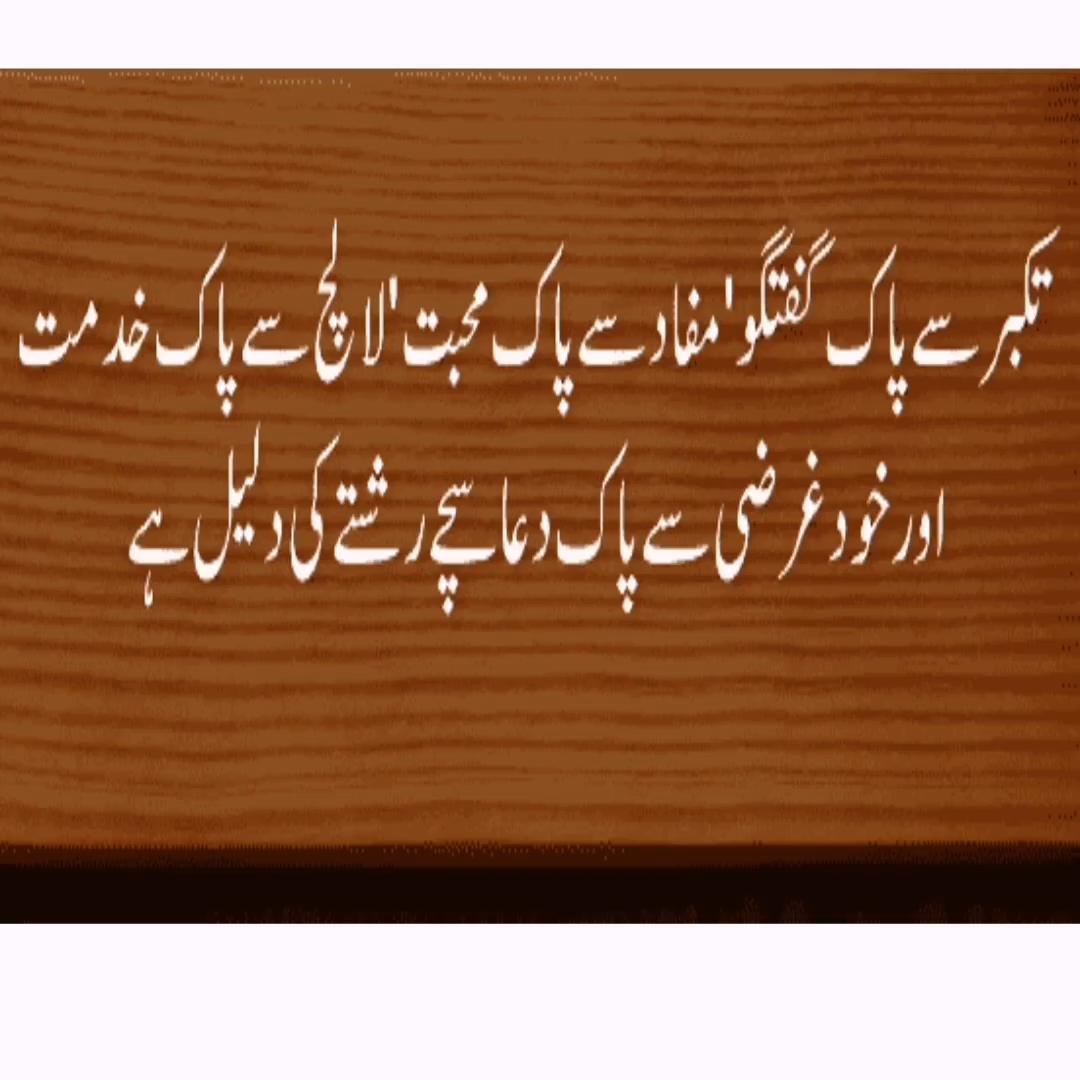 تکبر سے پاک گفتگو' مفاد سے پاک محبت' لالچ سے پاک خدمت
اور خود غرضی سے پاک دعا سچے رشتے کی دلیل ہے